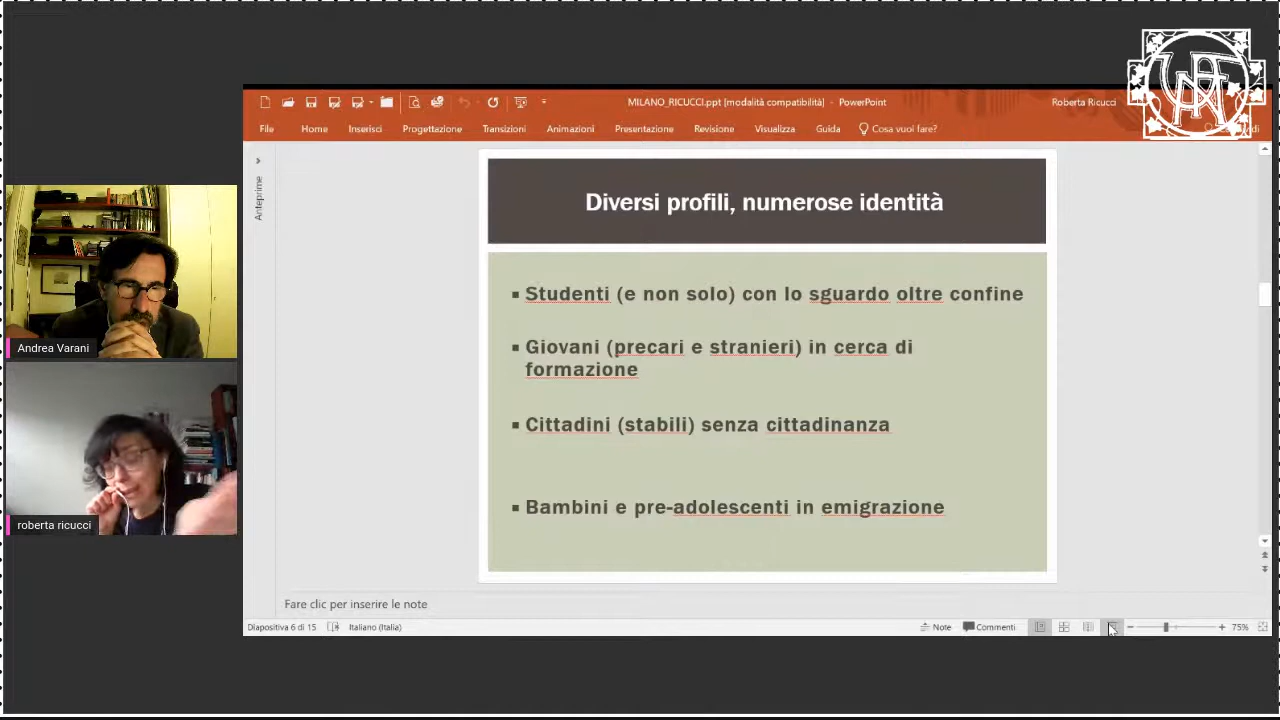 MILANO_RICUCCI.ppt [modalità compatibilità] - PowerPoint
Roberta Ricucci
File Home Inserisci Progettazione Transizioni Animazioni Presentazione Revisione Visualizza Guida Cosa vuoi fare?
Anteprime
Diversi profili, numerose identità
▪ Studenti (e non solo) con lo sguardo oltre confine
▪ Giovani (precari e stranieri) in cerca di
formazione
▪ Cittadini (stabili) senza cittadinanza
▪ Bambini e pre-adolescenti in emigrazione
Andrea Varani
roberta ricucci
Fare clic per inserire le note
Diapositiva 6 di 15 Italiano (Italia) Note Commenti 75%